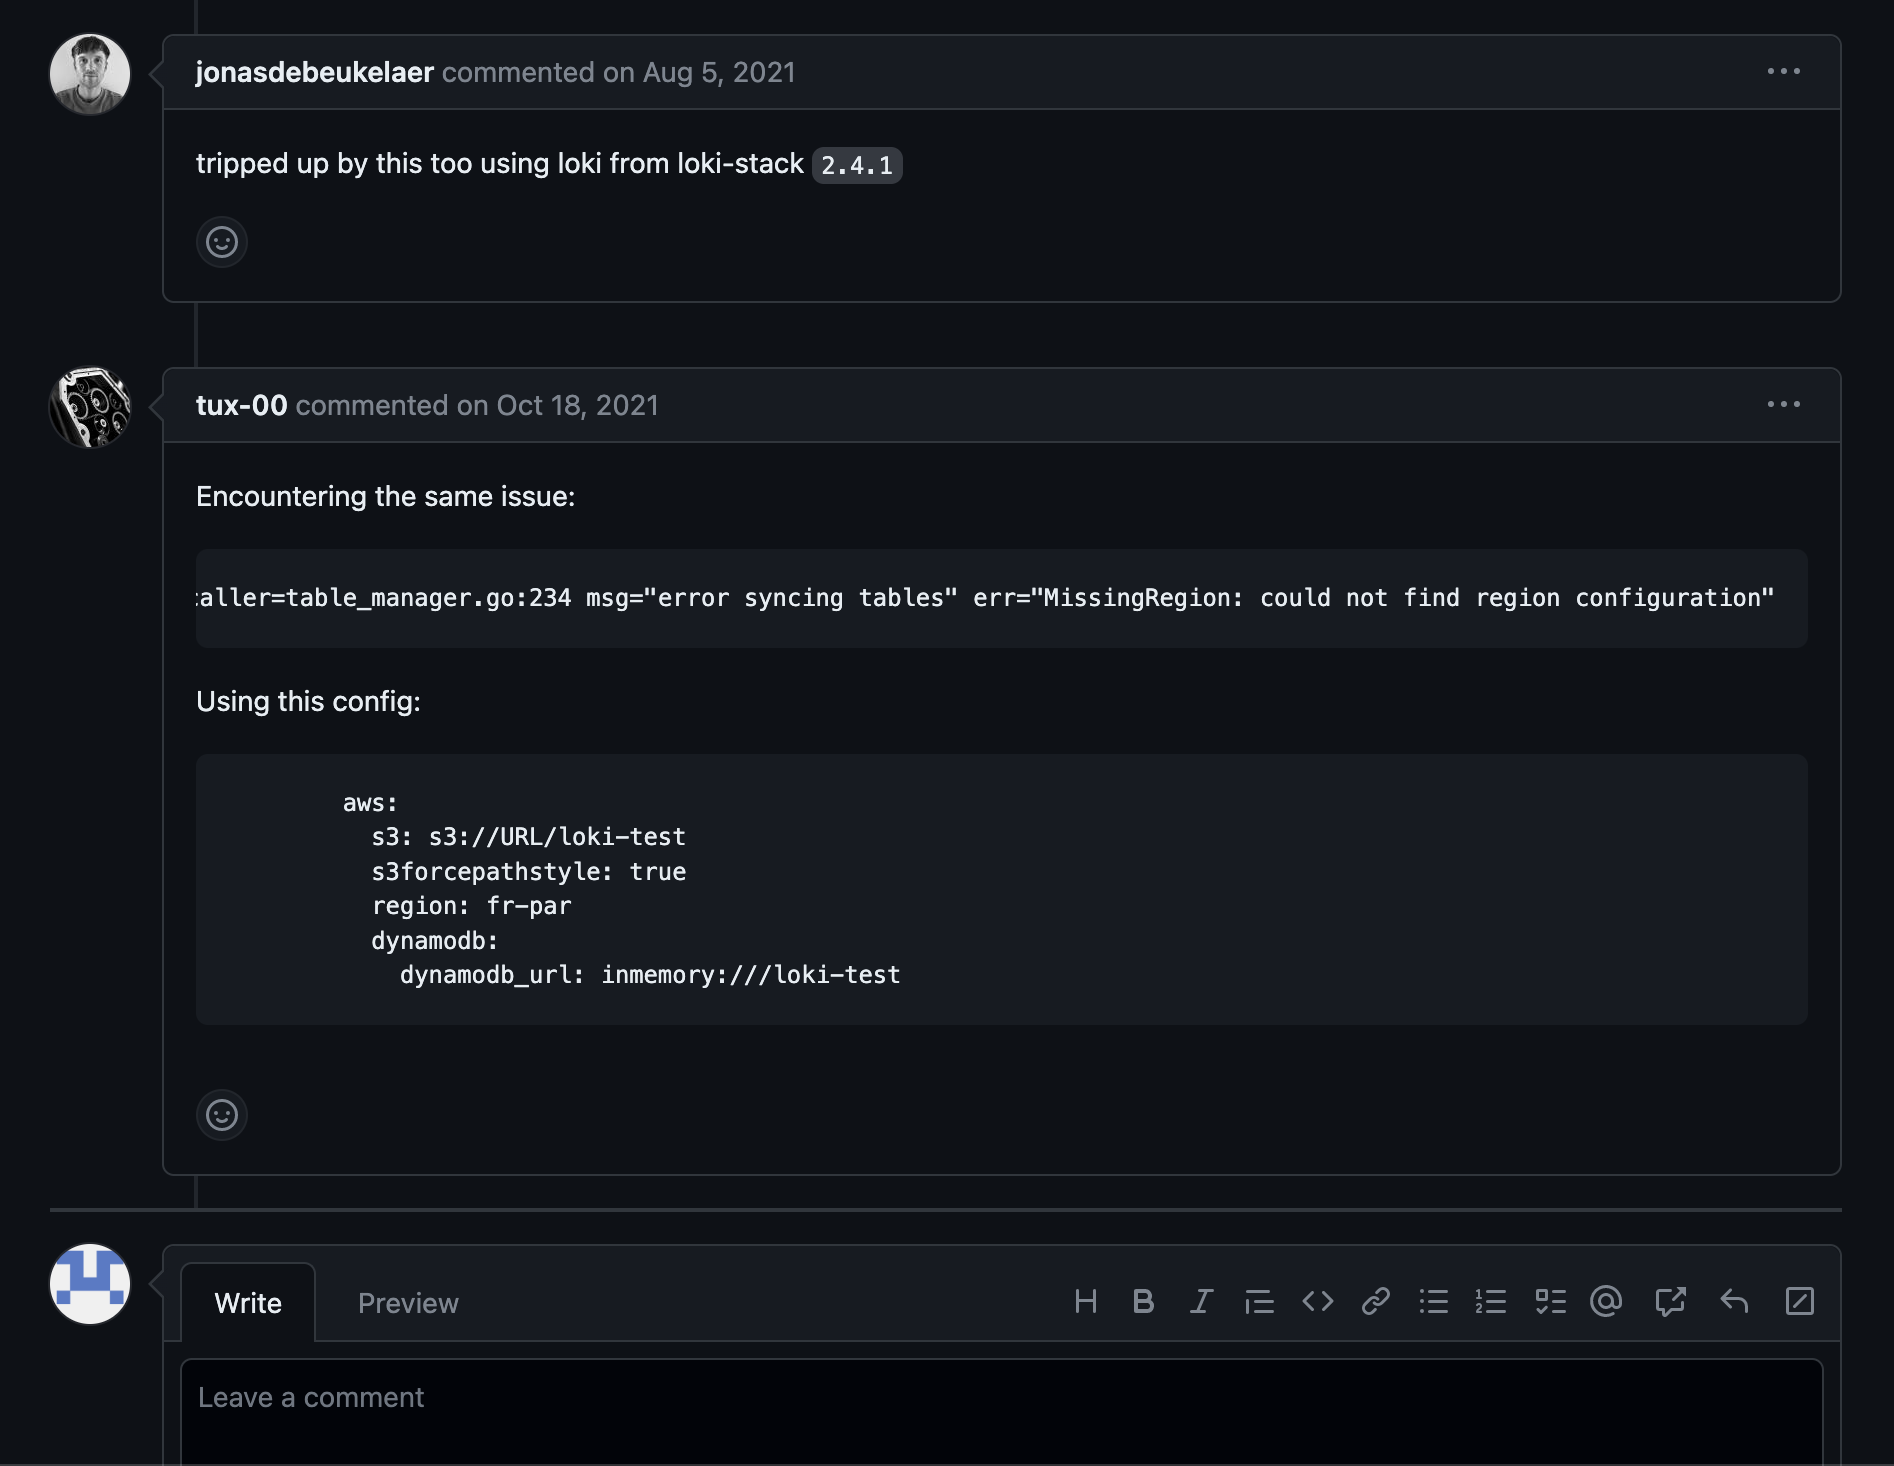 jonasdebeukelaer commented on Aug 5, 2021
tripped up by this too using loki from loki-stack 2.4.1
tux-00 commented on Oct 18, 2021
Encountering the same issue:
aller=table_manager.go:234 msg="error syncing tables" err="MissingRegion: could not find region configuration"
Using this config:
aws:
s3: s3://URL/loki-test
s3forcepathstyle: true
region: fr-par
dynamodb:
dynamodb_url: inmemory:///loki-test
Write Preview
Leave a comment